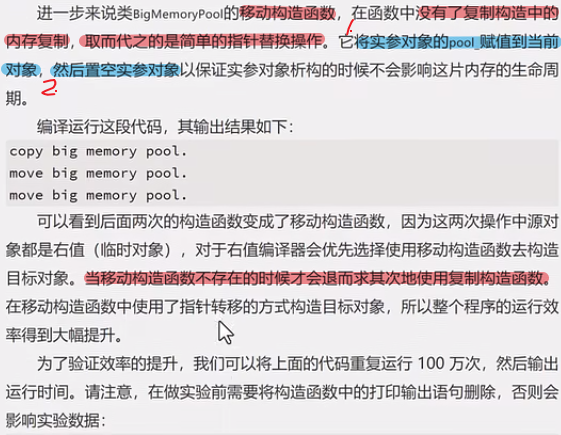 进一步来说类BigMemoryPool的移动构造函数，在函数中没有了复制构造中的
内存复制，取而代之的是简单的指针替换操作。它将实参对象的pool 赋值到当前
对象，然后置空实参对象以保证实参对象析构的时候不会影响这片内存的生命周
期。
编译运行这段代码，其输出结果如下：
copy big memory pool.
move big memory pool.
move big memory pool.
可以看到后面两次的构造函数变成了移动构造函数，因为这两次操作中源对
象都是右值（临时对象），对于右值编译器会优先选择使用移动构造函数去构造
目标对象。当移动构造函数不存在的时候才会退而求其次地使用复制构造函数。
在移动构造函数中使用了指针转移的方式构造目标对象，所以整个程序的运行效
率得到大幅提升。
为了验证效率的提升，我们可以将上面的代码重复运行 100 万次，然后输出
运行时间。请注意，在做实验前需要将构造函数中的打印输出语句删除，否则会
影响实验数据：